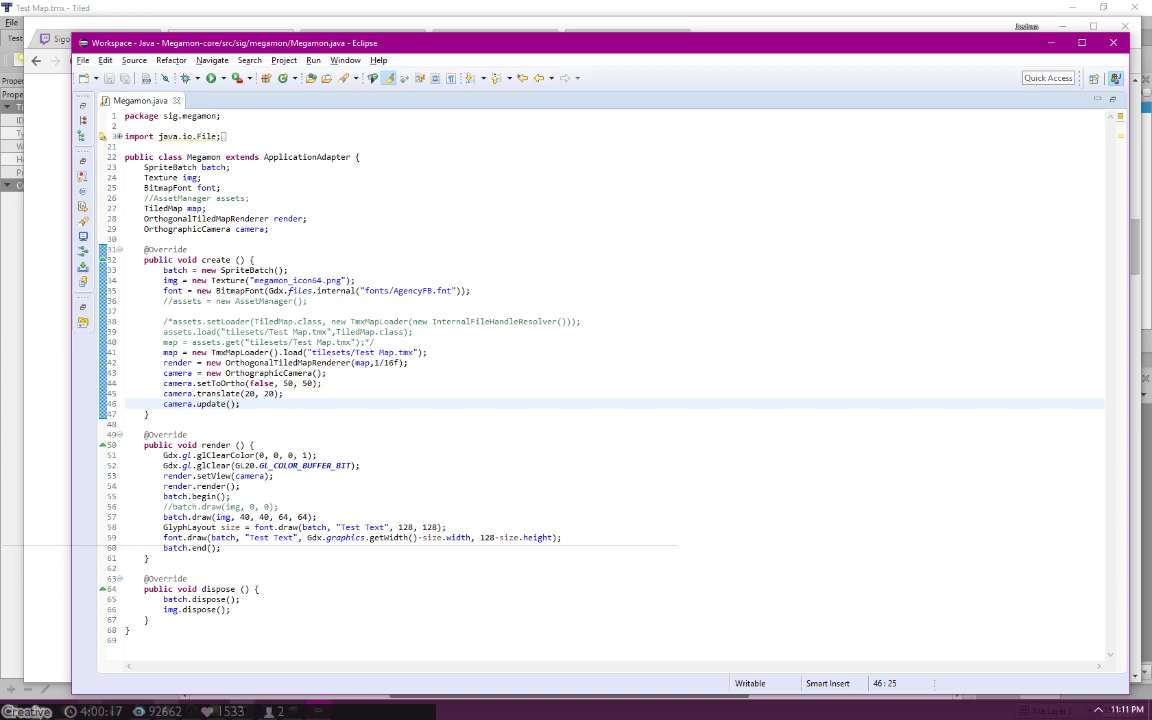 Test Map.tmx - Tiled
File
Joshua
Test
Sigo
Proper
Prope
ID
Workspace - Java - Megamon-core/src/sig/megamon/Megamon.java - Eclipse
File Edit Source Refactor Navigate Search Project Run Window Help
Quick Access
Megamon.java
1 package sig.megamon;
2
3 import java.io.File;
21
22 public class Megamon extends ApplicationAdapter {
23 SpriteBatch batch;
24 Texture img;
25 BitmapFont font;
26 //AssetManager assets;
27 TiledMap map;
28 OrthogonalTiledMapRenderer render;
29 OrthographicCamera camera;
30
31 @Override
32 public void create () {
33 batch = new SpriteBatch();
34 img = new Texture("megamon_icon64.png");
35 font = new BitmapFont(Gdx.files.internal("fonts/AgencyFB.fnt"));
36 //assets = new AssetManager();
37
38 /*assets.setLoader(TiledMap.class, new TmxMapLoader(new InternalFileHandleResolver()));
39 assets.load("tilesets/Test Map.tmx",TiledMap.class);
40 map = assets.get("tilesets/Test Map.tmx");*/
41 map = new TmxMapLoader().load("tilesets/Test Map.tmx");
42 render = new OrthogonalTiledMapRenderer(map,1/16f);
43 camera = new OrthographicCamera();
44 camera.setToOrtho(false, 50, 50);
45 camera.translate(20, 20);
46 camera.update();
47 }
48
49 @Override
50 public void render () {
51 Gdx.gl.glClearColor(0, 0, 0, 1);
52 Gdx.gl.glClear(GL20.GL_COLOR_BUFFER_BIT);
53 render.setView(camera);
54 render.render();
55 batch.begin();
56 //batch.draw(img, 0, 0);
57 batch.draw(img, 40, 40, 64, 64);
58 GlyphLayout size = font.draw(batch, "Test Text", 128, 128);
59 font.draw(batch, "Test Text", Gdx.graphics.getWidth()-size.width, 128-size.height);
60 batch.end();
61 }
62
63 @Override
64 public void dispose () {
65 batch.dispose();
66 img.dispose();
67 }
68 }
69
Writable Smart Insert 46 : 25
Creative 4:00:17 92662 1533 2
11:11 PM